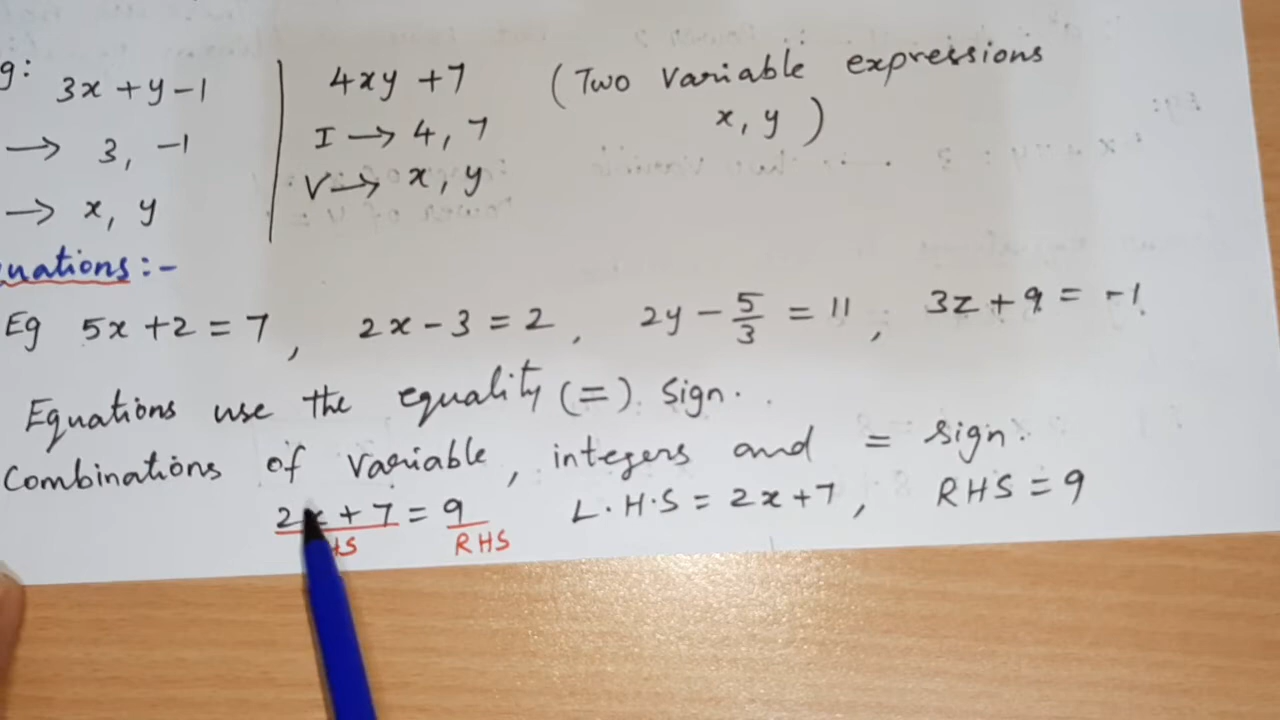 g: 3x + y - 1 | 4xy + 7 (Two variable expressions
→ 3, -1 | I → 4, 7 x, y )
→ x, y | V → x, y
uations :-
Eg 5x + 2 = 7, 2x - 3 = 2, 2y - 5/3 = 11, 3z + 9 = -1
Equations use the equality (=) sign.
Combinations of variable, integers and = sign.
2x + 7 = 9 L.H.S = 2x + 7, RHS = 9
HS RHS